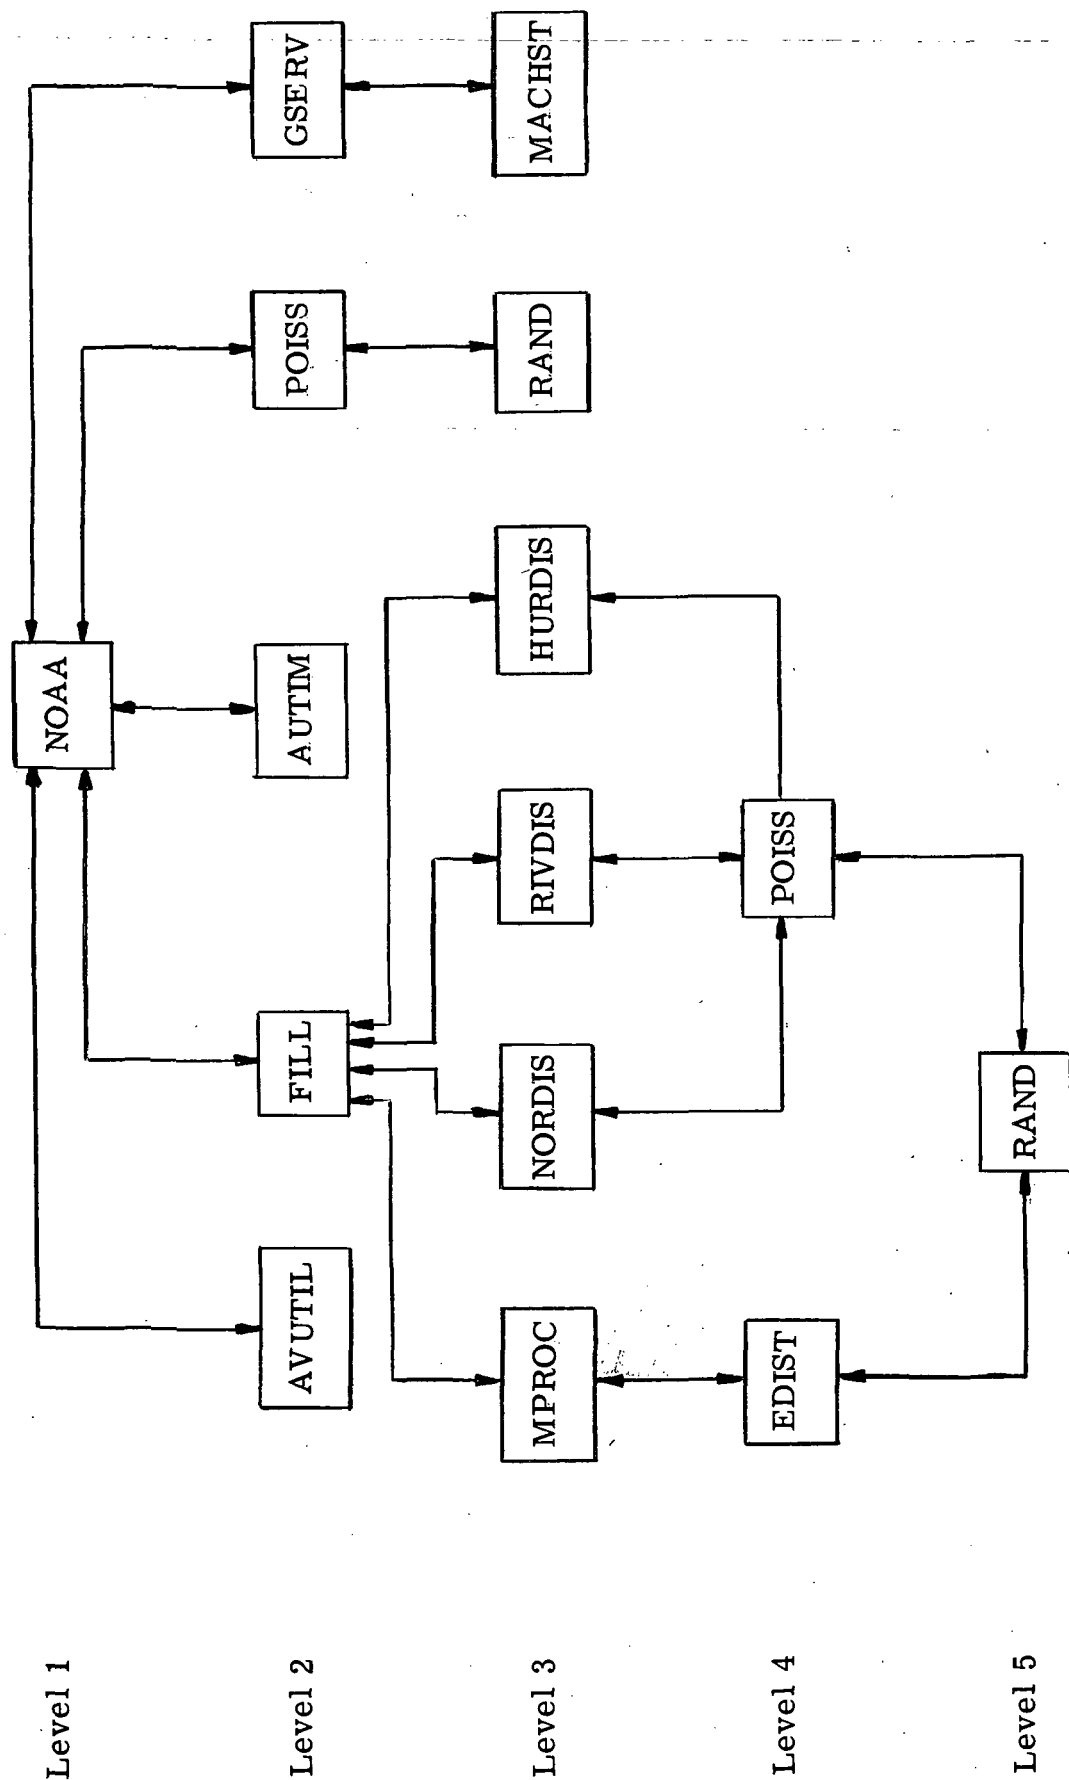 Level 1
NOAA
Level 2
AVUTIL
FILL
AUTIM
POISS
GSERV
Level 3
MPROC
NORDIS
RIVDIS
HURDIS
RAND
MACHST
Level 4
EDIST
POISS
Level 5
RAND